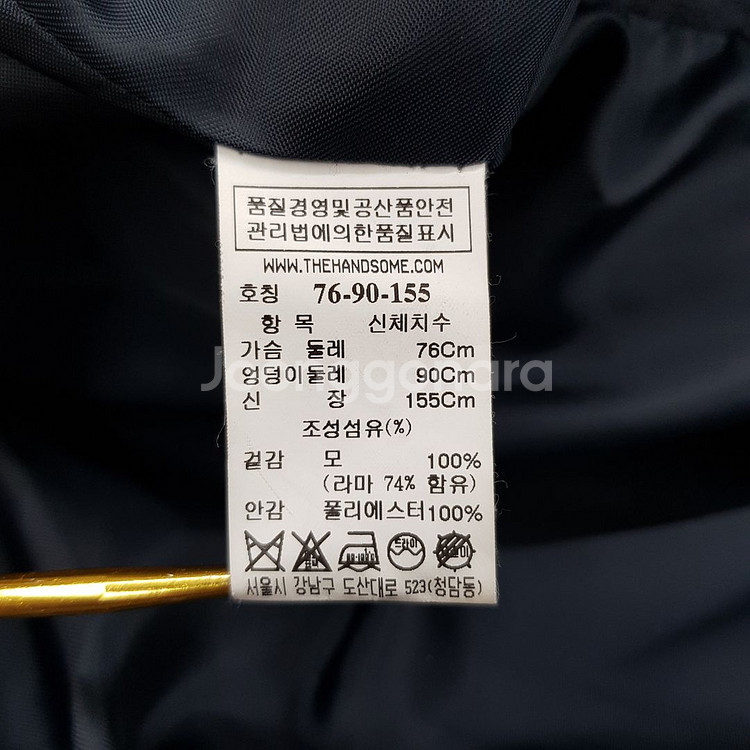 품질경영및공산품안전
관리법에의한품질표시
WWW.THEHANDSOME.COM
호칭 76-90-155
항 목 신체치수
가슴 둘레 76Cm
엉덩이둘레 90Cm
신 장 155Cm
조성섬유(%)
겉감 모 100%
(라마 74% 함유)
안감 폴리에스터100%
드라이
서울시 강남구 도산대로 523(청담동)
Joonggonara